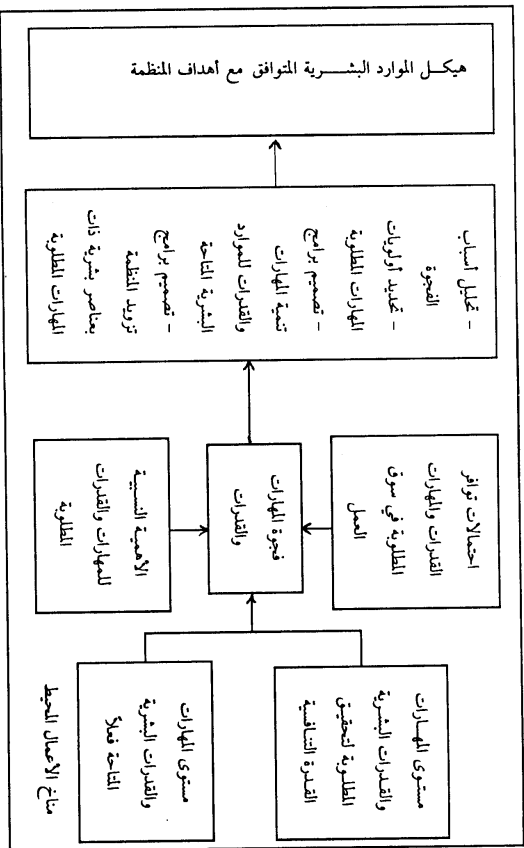 هيكل الموارد البشرية المتوافق مع أهداف المنظمة
- تحليل أسباب
الفجوة
- تحديد أولويات
المهارات المطلوبة
- تصميم برامج
تنمية المهارات
والقدرات للموارد
البشرية المتاحة
- تصميم برامج
تزويد المنظمة
بعناصر بشرية ذات
المهارات المطلوبة
احتمالات توافر
القدرات والمهارات
المطلوبة في سوق
العمل
فجوة المهارات
والقدرات
الأهمية النسبية
للمهارات والقدرات
المطلوبة
مستوى المهارات
والقدرات البشرية
المطلوبة لتحقيق
القدرة التنافسية
مستوى المهارات
والقدرات البشرية
المتاحة فعلاً
مناخ الأعمال المحيط